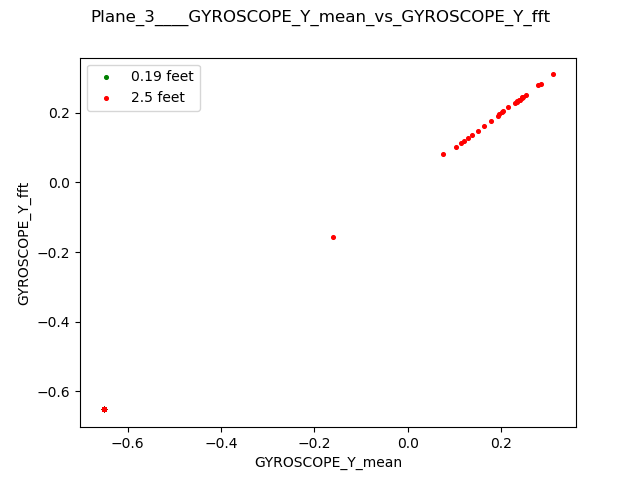 Plane_3____GYROSCOPE_Y_mean_vs_GYROSCOPE_Y_fft
0.19 feet
2.5 feet
0.2
0.0
−0.2
−0.4
−0.6
GYROSCOPE_Y_fft
−0.6
−0.4
−0.2
0.0
0.2
GYROSCOPE_Y_mean